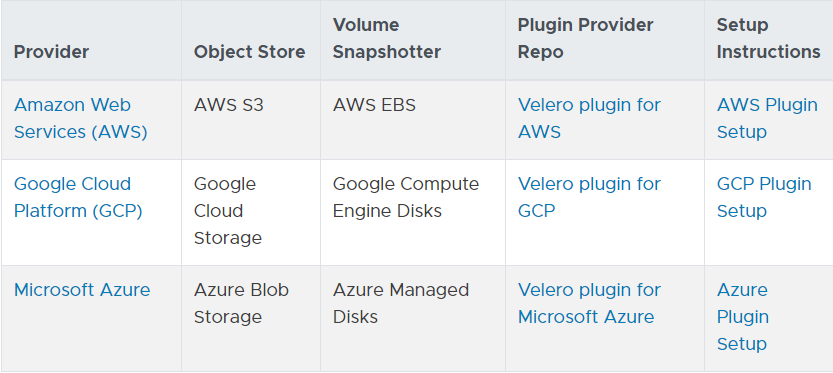 Provider
Object Store
Volume
Snapshotter
Plugin Provider
Repo
Setup
Instructions
Amazon Web
Services (AWS)
AWS S3
AWS EBS
Velero plugin for
AWS
AWS Plugin
Setup
Google Cloud
Platform (GCP)
Google
Cloud
Storage
Google Compute
Engine Disks
Velero plugin for
GCP
GCP Plugin
Setup
Microsoft Azure
Azure Blob
Storage
Azure Managed
Disks
Velero plugin for
Microsoft Azure
Azure
Plugin
Setup